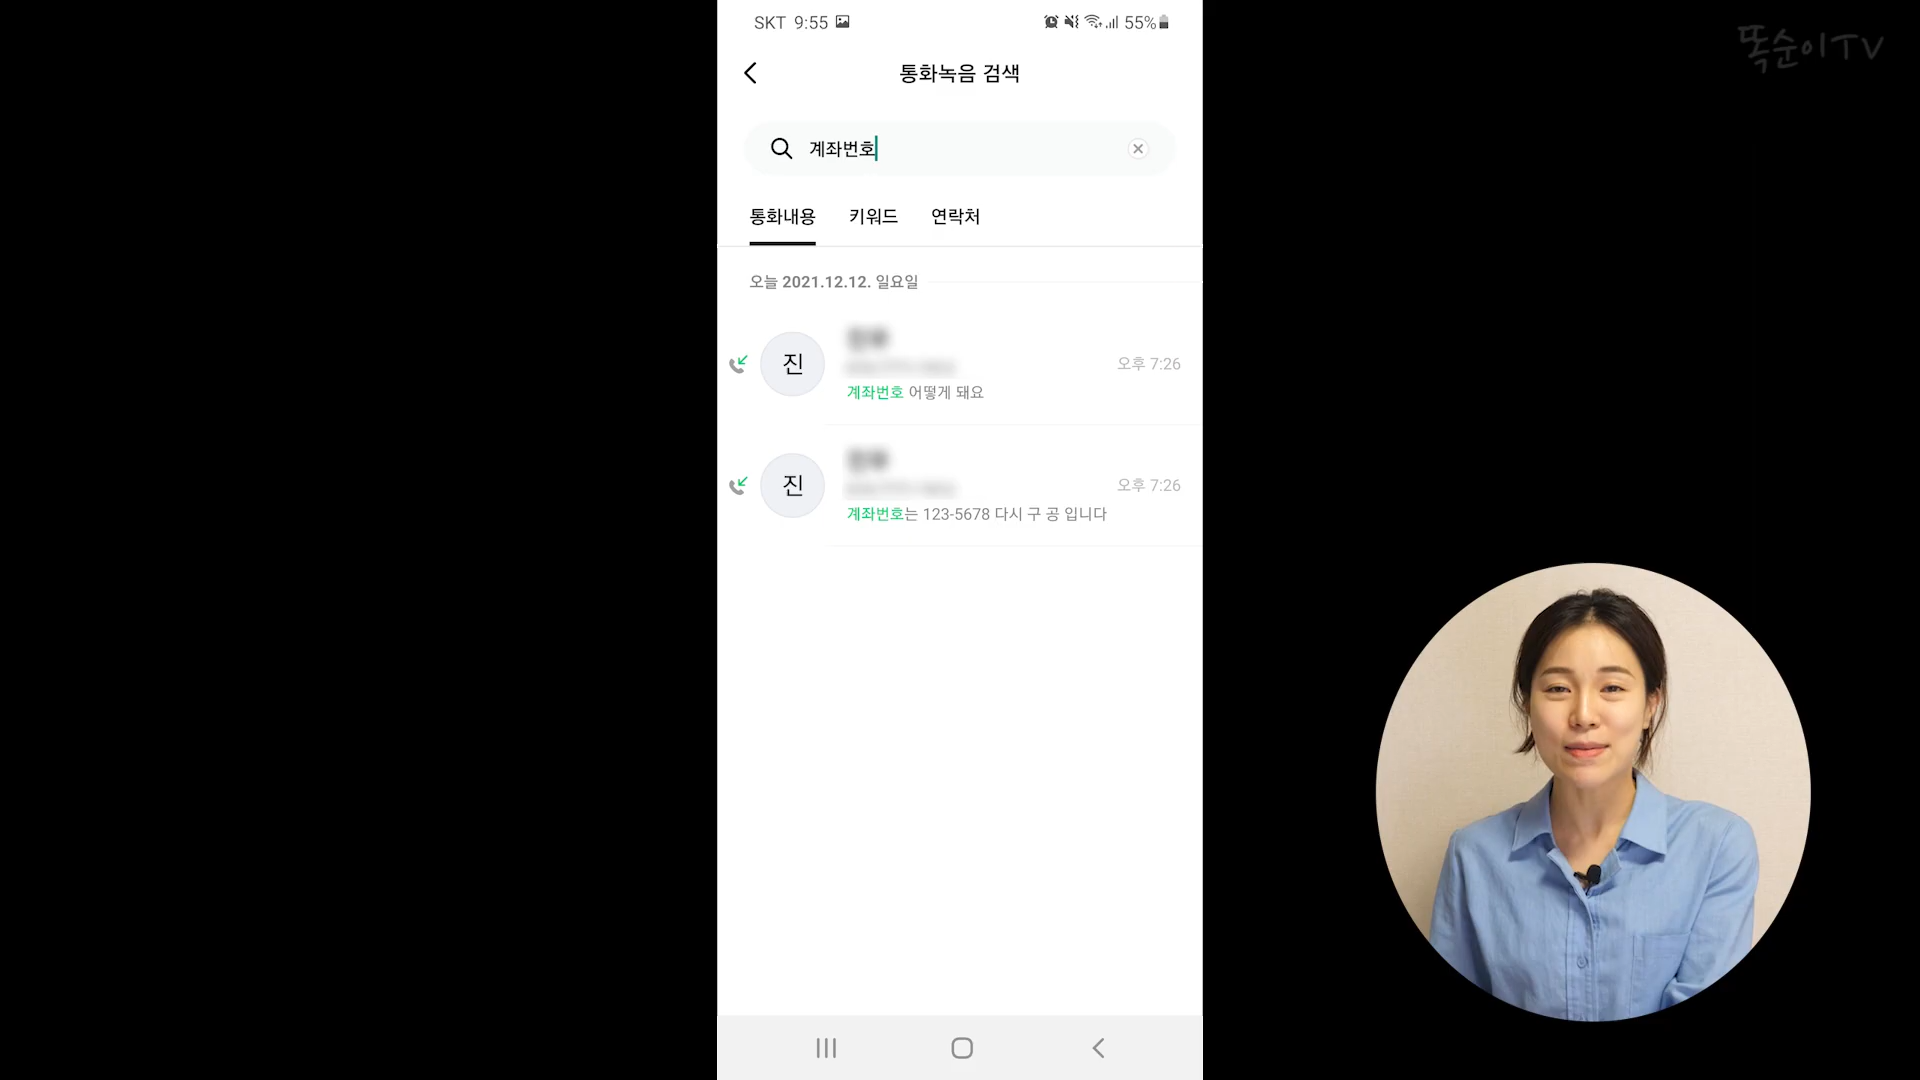 SKT 9:55 55%
똑순이TV
통화녹음 검색
계좌번호
통화내용 키워드 연락처
오늘 2021.12.12. 일요일
진
오후 7:26
계좌번호 어떻게 돼요
진
오후 7:26
계좌번호는 123-5678 다시 구 공 입니다